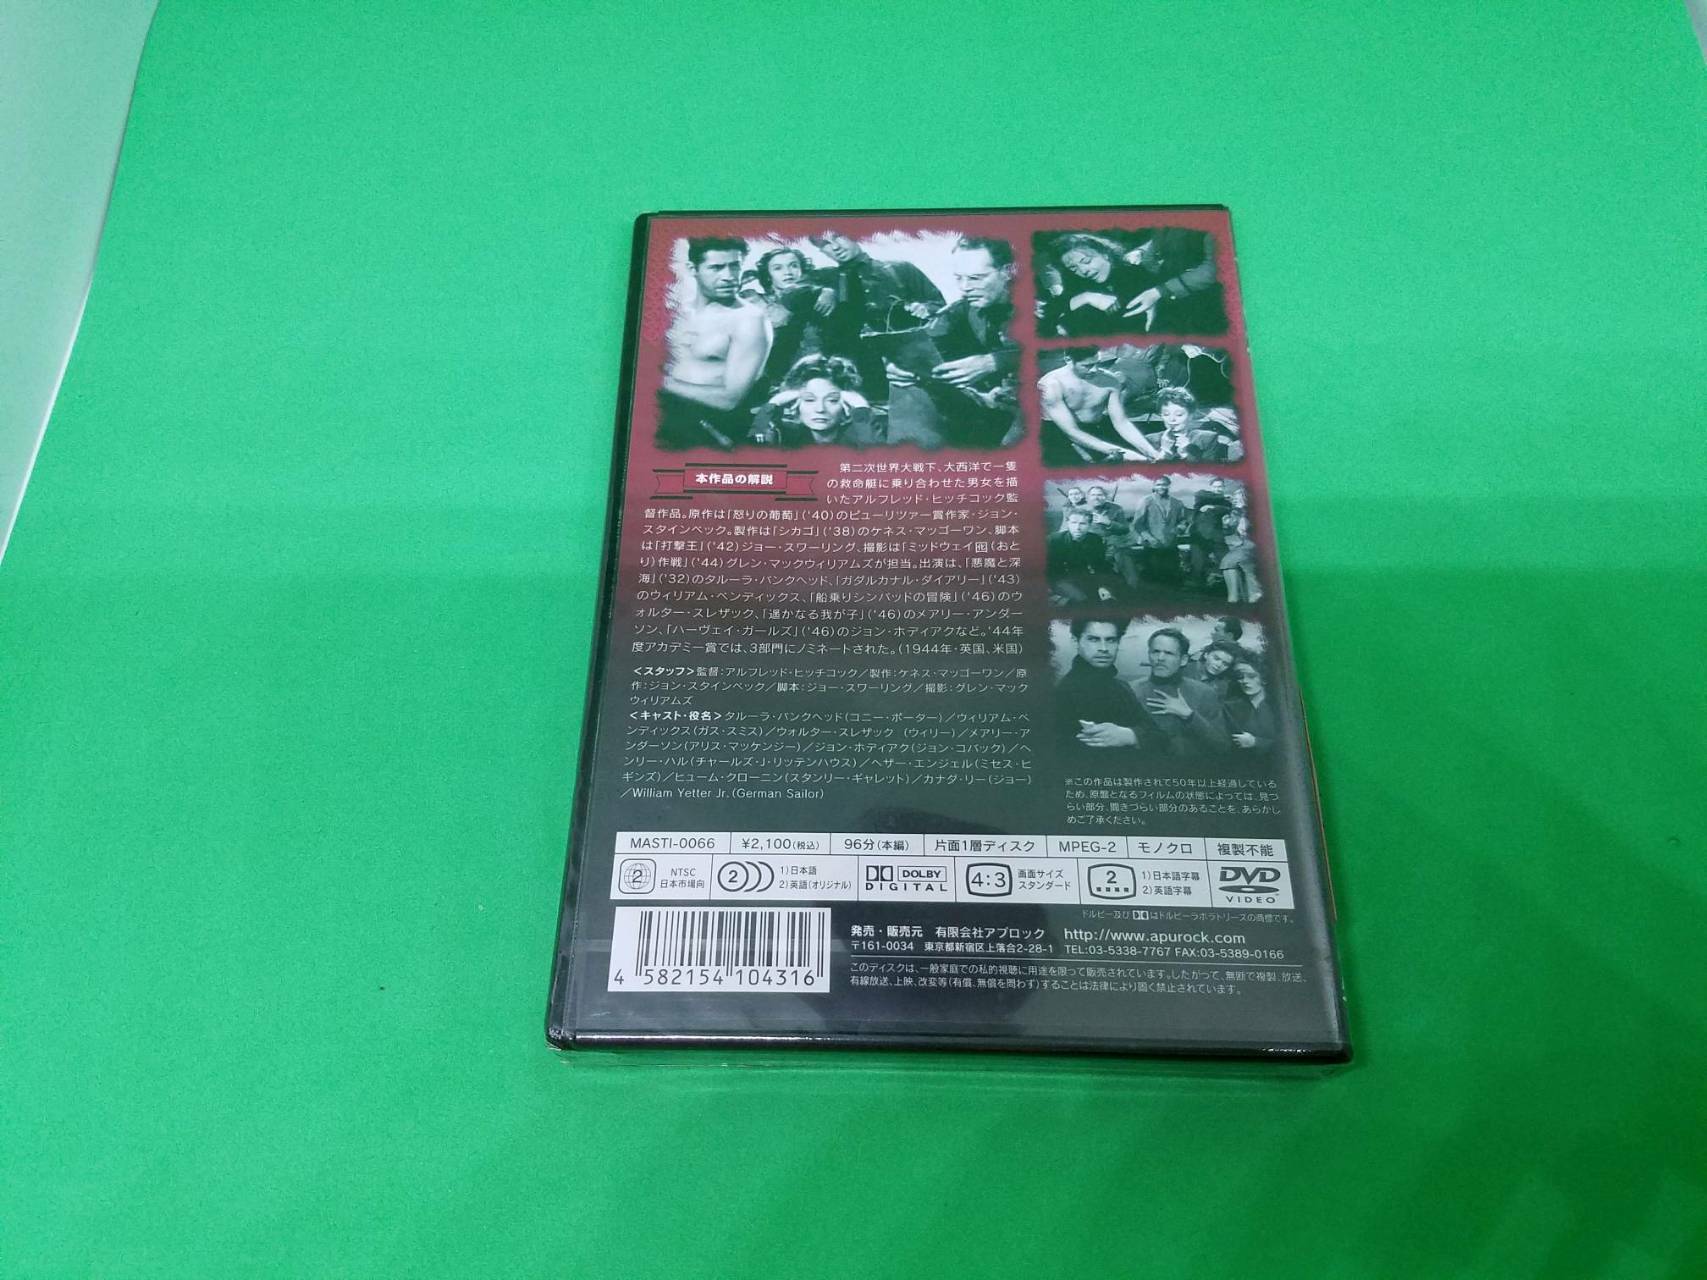 本作品の解説
第二次世界大戦下、大西洋で一隻
の救命艇に乗り合わせた男女を描
いたアルフレッド・ヒッチコック監
督作品。原作は「怒りの葡萄」('40)のピューリツァー賞作家・ジョン・
スタインベック。製作は「シカゴ」('38)のケネス・マッゴーワン、脚本
は「打撃王」('42)ジョー・スワーリング、撮影は「ミッドウェイ囮(おと
り)作戦」('44)グレン・マックウィリアムズが担当。出演は、「悪魔と深
海」('32)のタルーラ・バンクヘッド、「ガダルカナル・ダイアリー」('43)
のウィリアム・ベンディックス、「船乗りシンバッドの冒険」('46)のウ
ォルター・スレザック、「遥かなる我が子」('46)のメアリー・アンダー
ソン、「ハーヴェイ・ガールズ」('46)のジョン・ホディアクなど。'44年
度アカデミー賞では、3部門にノミネートされた。(1944年・英国、米国)
<スタッフ>監督:アルフレッド・ヒッチコック/製作:ケネス・マッゴーワン/原
作:ジョン・スタインベック/脚本:ジョー・スワーリング/撮影:グレン・マック
ウィリアムズ
<キャスト・役名>タルーラ・バンクヘッド(コニー・ポーター)/ウィリアム・ベ
ンディックス(ガス・スミス)/ウォルター・スレザック (ウィリー)/メアリー・ア
ンダーソン(アリス・マッケンジー)/ジョン・ホディアク(ジョン・コバック)/ヘ
ンリー・ハル(チャールズ・J・リッテンハウス)/ヘザー・エンジェル(ミセス・ヒ
ギンズ)/ヒューム・クローニン(スタンリー・ギャレット)/カナダ・リー(ジョー)
/William Yetter Jr.(German Sailor)
※この作品は製作されて50年以上経過している
ため、原盤となるフィルムの状態によっては、見づ
らい部分、聞きづらい部分のあることを、あらかじ
めご了承ください。
MASTI-0066 ¥2,100(税込) 96分(本編) 片面1層ディスク MPEG-2 モノクロ 複製不能
2 NTSC 日本市場向
2 1)日本語 2)英語(オリジナル)
DOLBY DIGITAL
4:3 画面サイズ スタンダード
2 1)日本語字幕 2)英語字幕
DVD VIDEO
ドルビー及びはドルビーラボラトリーズの商標です。
4 582154 104316
発売・販売元 有限会社アプロック http://www.apurock.com
〒161-0034 東京都新宿区上落合2-28-1 TEL:03-5338-7767 FAX:03-5389-0166
このディスクは、一般家庭での私的視聴に用途を限って販売されています。したがって、無断で複製、放送、
有線放送、上映、改変等(有償、無償を問わず)することは法律により固く禁止されています。